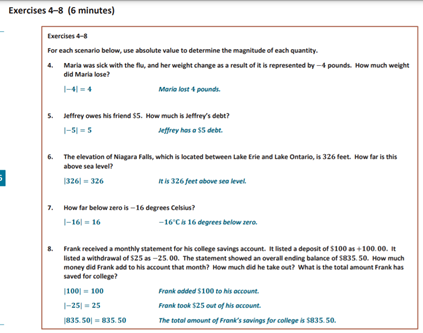 Exercises 4–8 (6 minutes)
Exercises 4–8
For each scenario below, use absolute value to determine the magnitude of each quantity.
4. Maria was sick with the flu, and her weight change as a result of it is represented by −4 pounds. How much weight
did Maria lose?
|−4| = 4 Maria lost 4 pounds.
5. Jeffrey owes his friend $5. How much is Jeffrey's debt?
|−5| = 5 Jeffrey has a $5 debt.
6. The elevation of Niagara Falls, which is located between Lake Erie and Lake Ontario, is 326 feet. How far is this
above sea level?
|326| = 326 It is 326 feet above sea level.
7. How far below zero is −16 degrees Celsius?
|−16| = 16 −16°C is 16 degrees below zero.
8. Frank received a monthly statement for his college savings account. It listed a deposit of $100 as +100.00. It
listed a withdrawal of $25 as −25.00. The statement showed an overall ending balance of $835.50. How much
money did Frank add to his account that month? How much did he take out? What is the total amount Frank has
saved for college?
|100| = 100 Frank added $100 to his account.
|−25| = 25 Frank took $25 out of his account.
|835.50| = 835.50 The total amount of Frank's savings for college is $835.50.